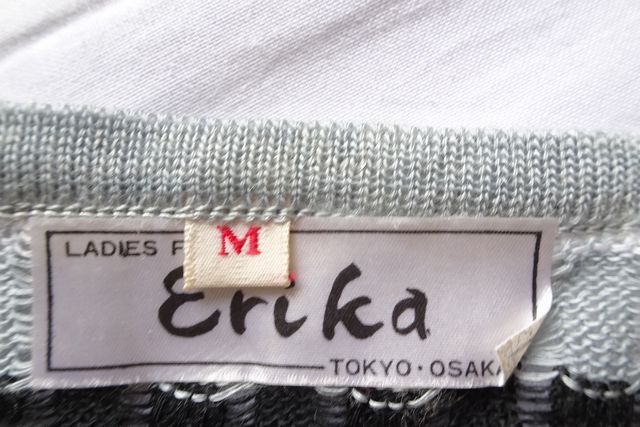 LADIES
M
Erika
TOKYO · OSAKA